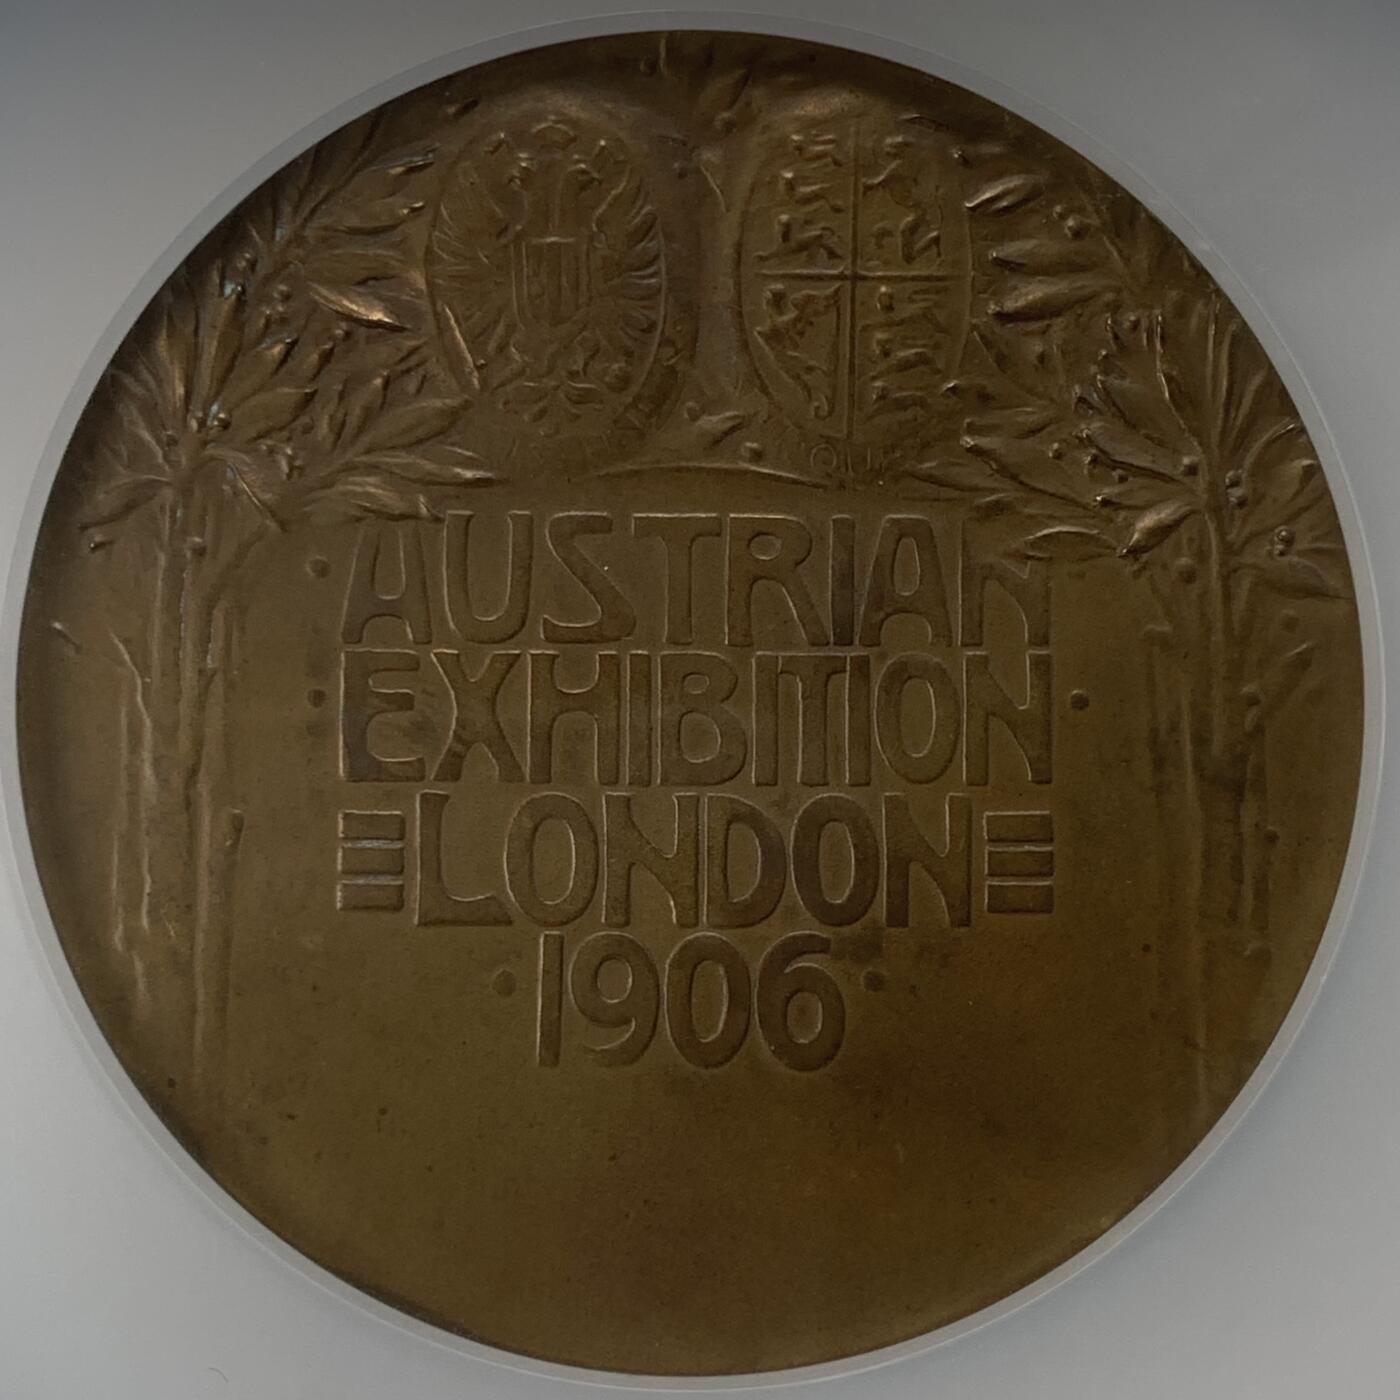 AUSTRIAN
· EXHIBITION ·
LONDON
· 1906 ·